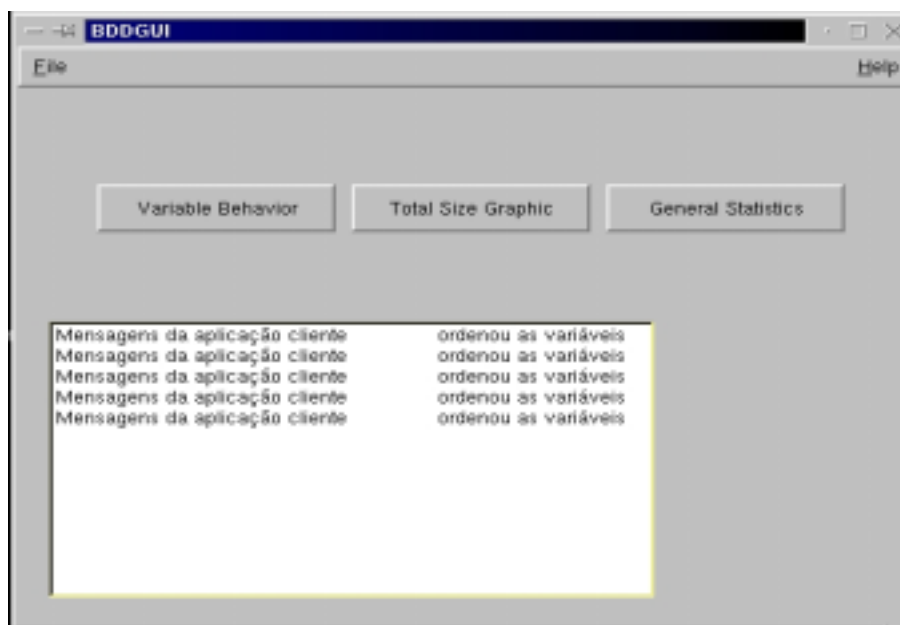 BDDGUI
File Help
Variable Behavior Total Size Graphic General Statistics
Mensagens da aplicação cliente ordenou as variáveis
Mensagens da aplicação cliente ordenou as variáveis
Mensagens da aplicação cliente ordenou as variáveis
Mensagens da aplicação cliente ordenou as variáveis
Mensagens da aplicação cliente ordenou as variáveis